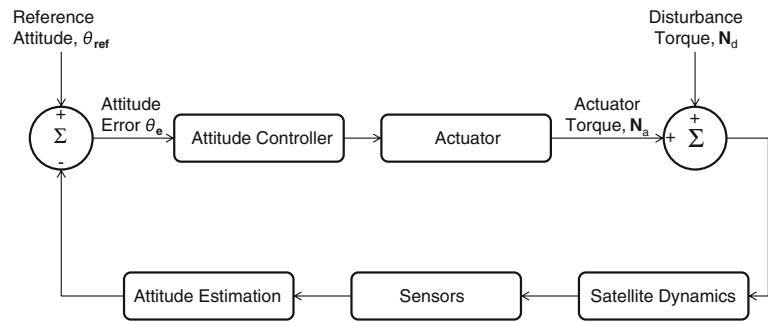 Reference
Attitude, θref
Disturbance
Torque, Nd
+
Σ
-
Attitude
Error θe
Attitude Controller
Actuator
Actuator
Torque, Na
+
+
Σ
Attitude Estimation
Sensors
Satellite Dynamics